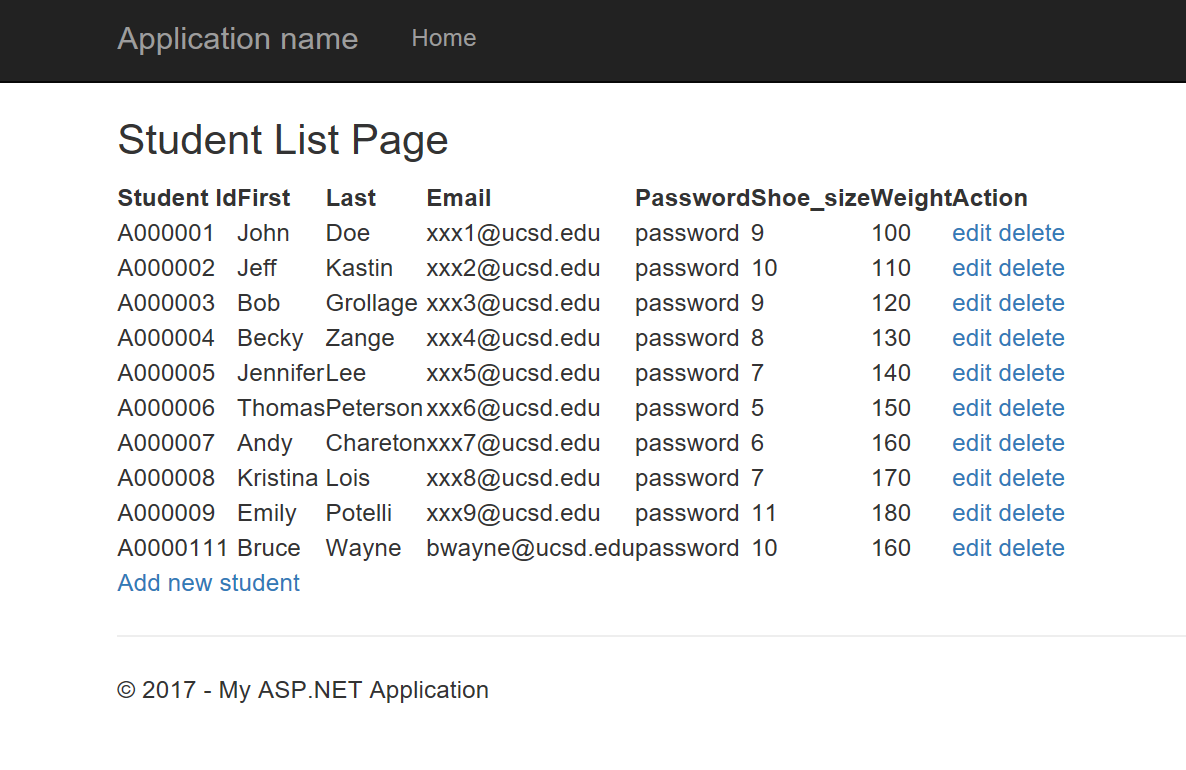 Application name Home
Student List Page
Student Id First Last Email Password Shoe_size Weight Action
A000001 John Doe xxx1@ucsd.edu password 9 100 edit delete
A000002 Jeff Kastin xxx2@ucsd.edu password 10 110 edit delete
A000003 Bob Grollage xxx3@ucsd.edu password 9 120 edit delete
A000004 Becky Zange xxx4@ucsd.edu password 8 130 edit delete
A000005 Jennifer Lee xxx5@ucsd.edu password 7 140 edit delete
A000006 Thomas Peterson xxx6@ucsd.edu password 5 150 edit delete
A000007 Andy Chareton xxx7@ucsd.edu password 6 160 edit delete
A000008 Kristina Lois xxx8@ucsd.edu password 7 170 edit delete
A000009 Emily Potelli xxx9@ucsd.edu password 11 180 edit delete
A0000111 Bruce Wayne bwayne@ucsd.edu password 10 160 edit delete
Add new student
© 2017 - My ASP.NET Application